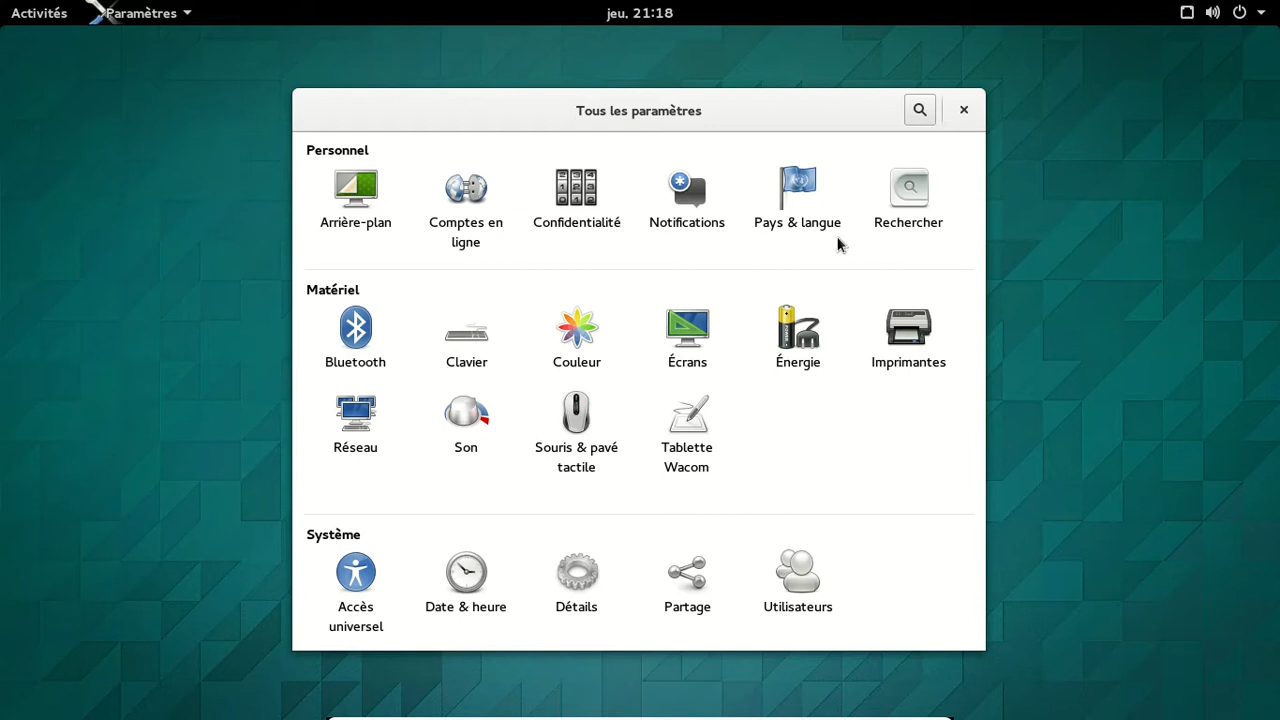 Activités Paramètres jeu. 21:18
Tous les paramètres
Personnel
Arrière-plan Comptes en ligne Confidentialité Notifications Pays & langue Rechercher
Matériel
Bluetooth Clavier Couleur Écrans Énergie Imprimantes
Réseau Son Souris & pavé tactile Tablette Wacom
Système
Accès universel Date & heure Détails Partage Utilisateurs